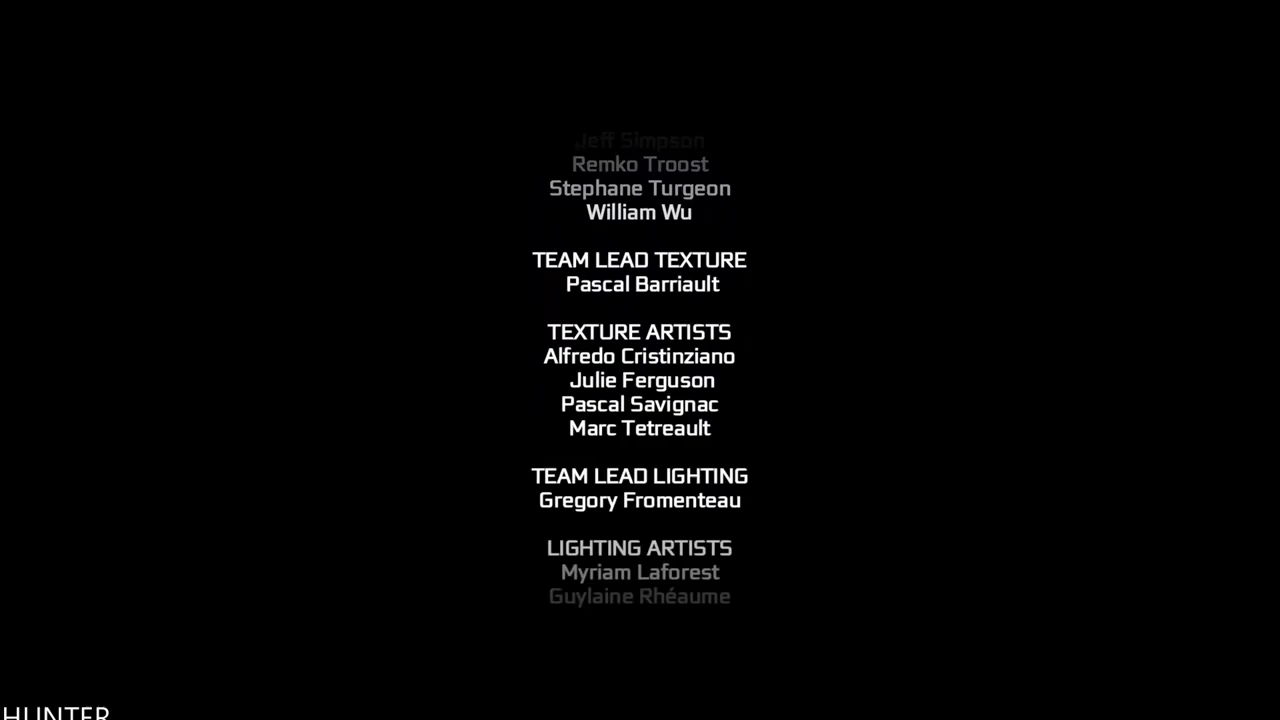 Jeff Simpson
Remko Troost
Stephane Turgeon
William Wu
TEAM LEAD TEXTURE
Pascal Barriault
TEXTURE ARTISTS
Alfredo Cristinziano
Julie Ferguson
Pascal Savignac
Marc Tetreault
TEAM LEAD LIGHTING
Gregory Fromenteau
LIGHTING ARTISTS
Myriam Laforest
Guylaine Rhéaume
HUNTER